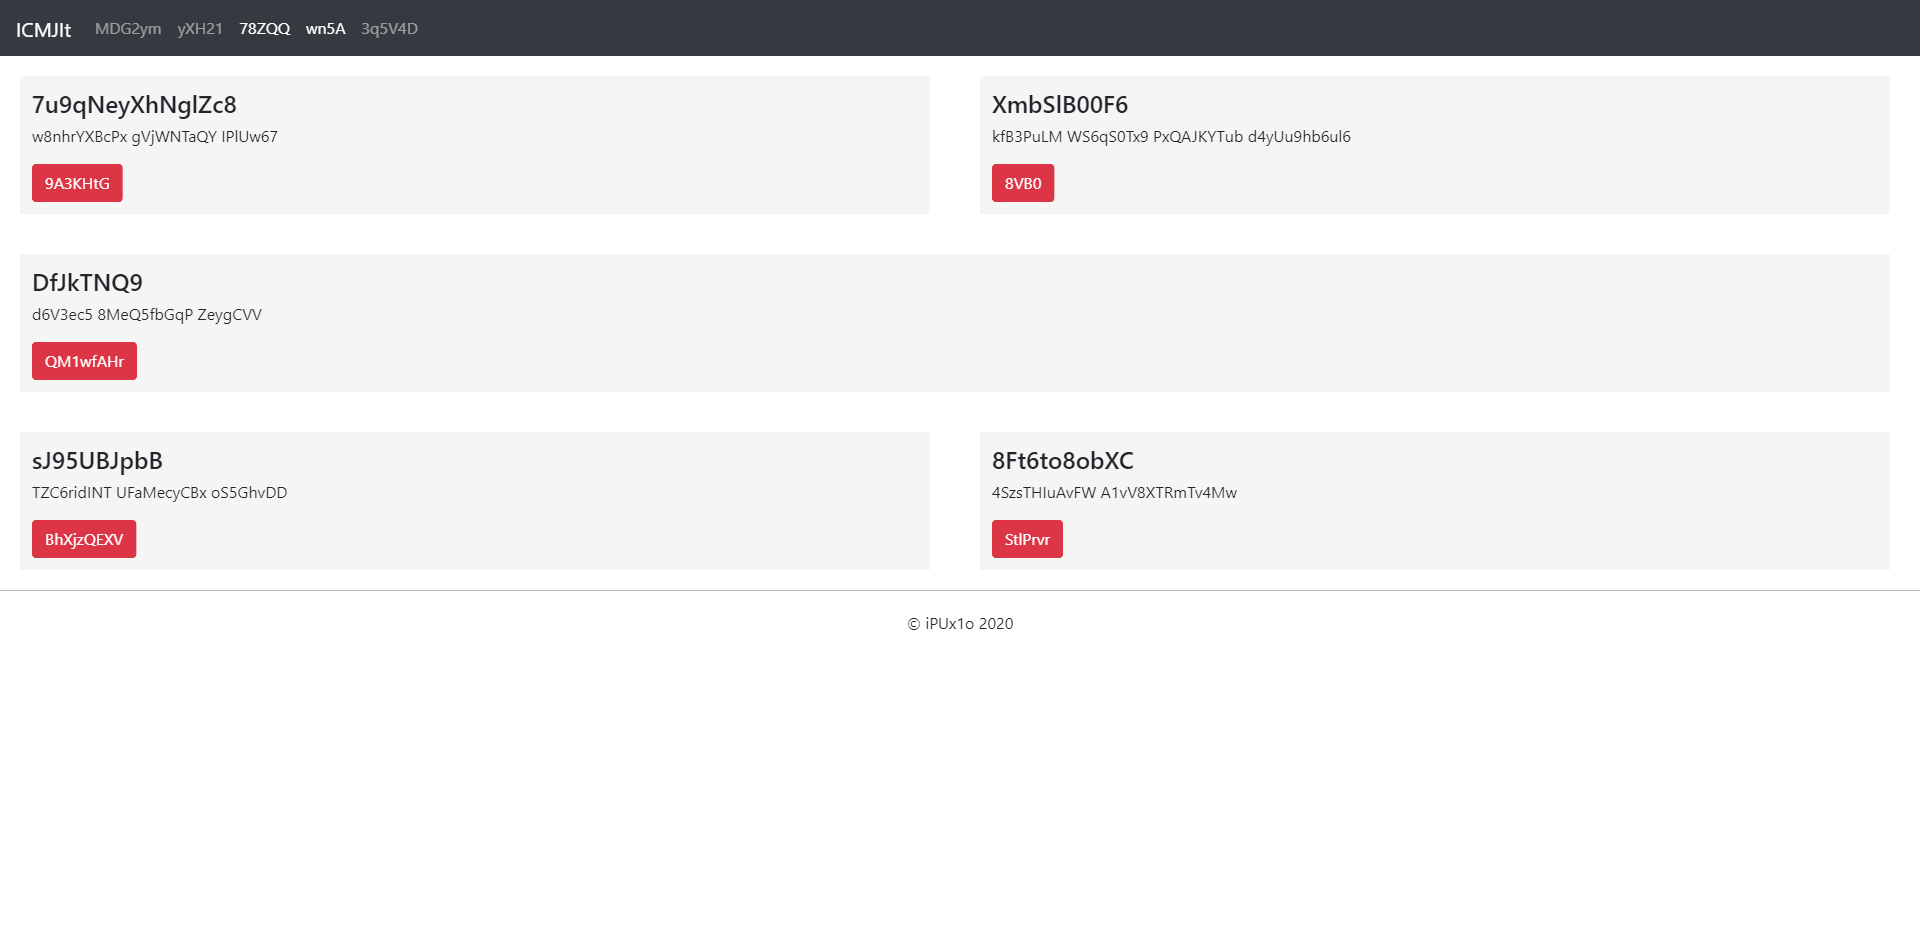 ICMJIt MDG2ym yXH21 78ZQQ wn5A 3q5V4D
7u9qNeyXhNglZc8
w8nhrYXBcPx gVjWNTaQY IPlUw67
9A3KHtG
XmbSlB00F6
kfB3PuLM WS6qS0Tx9 PxQAJKYTub d4yUu9hb6ul6
8VB0
DfJkTNQ9
d6V3ec5 8MeQ5fbGqP ZeygCVV
QM1wfAHr
sJ95UBJpbB
TZC6ridINT UFaMecyCBx oS5GhvDD
BhXjzQEXV
8Ft6to8obXC
4SzsTHIuAvFW A1vV8XTRmTv4Mw
StlPrvr
© iPUx1o 2020